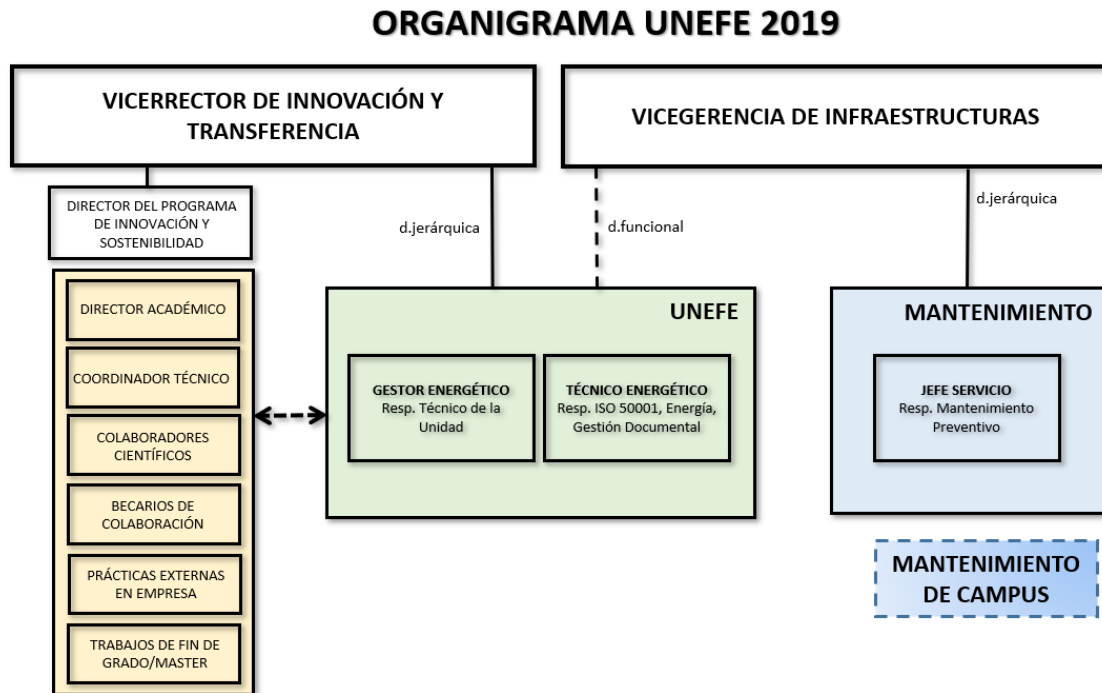 ORGANIGRAMA UNEFE 2019
VICERRECTOR DE INNOVACIÓN Y
TRANSFERENCIA
VICEGERENCIA DE INFRAESTRUCTURAS
DIRECTOR DEL PROGRAMA
DE INNOVACIÓN Y
SOSTENIBILIDAD
d.jerárquica
d.funcional
d.jerárquica
DIRECTOR ACADÉMICO
COORDINADOR TÉCNICO
COLABORADORES
CIENTÍFICOS
BECARIOS DE
COLABORACIÓN
PRÁCTICAS EXTERNAS
EN EMPRESA
TRABAJOS DE FIN DE
GRADO/MASTER
UNEFE
GESTOR ENERGÉTICO
Resp. Técnico de la
Unidad
TÉCNICO ENERGÉTICO
Resp. ISO 50001, Energía,
Gestión Documental
MANTENIMIENTO
JEFE SERVICIO
Resp. Mantenimiento
Preventivo
MANTENIMIENTO
DE CAMPUS